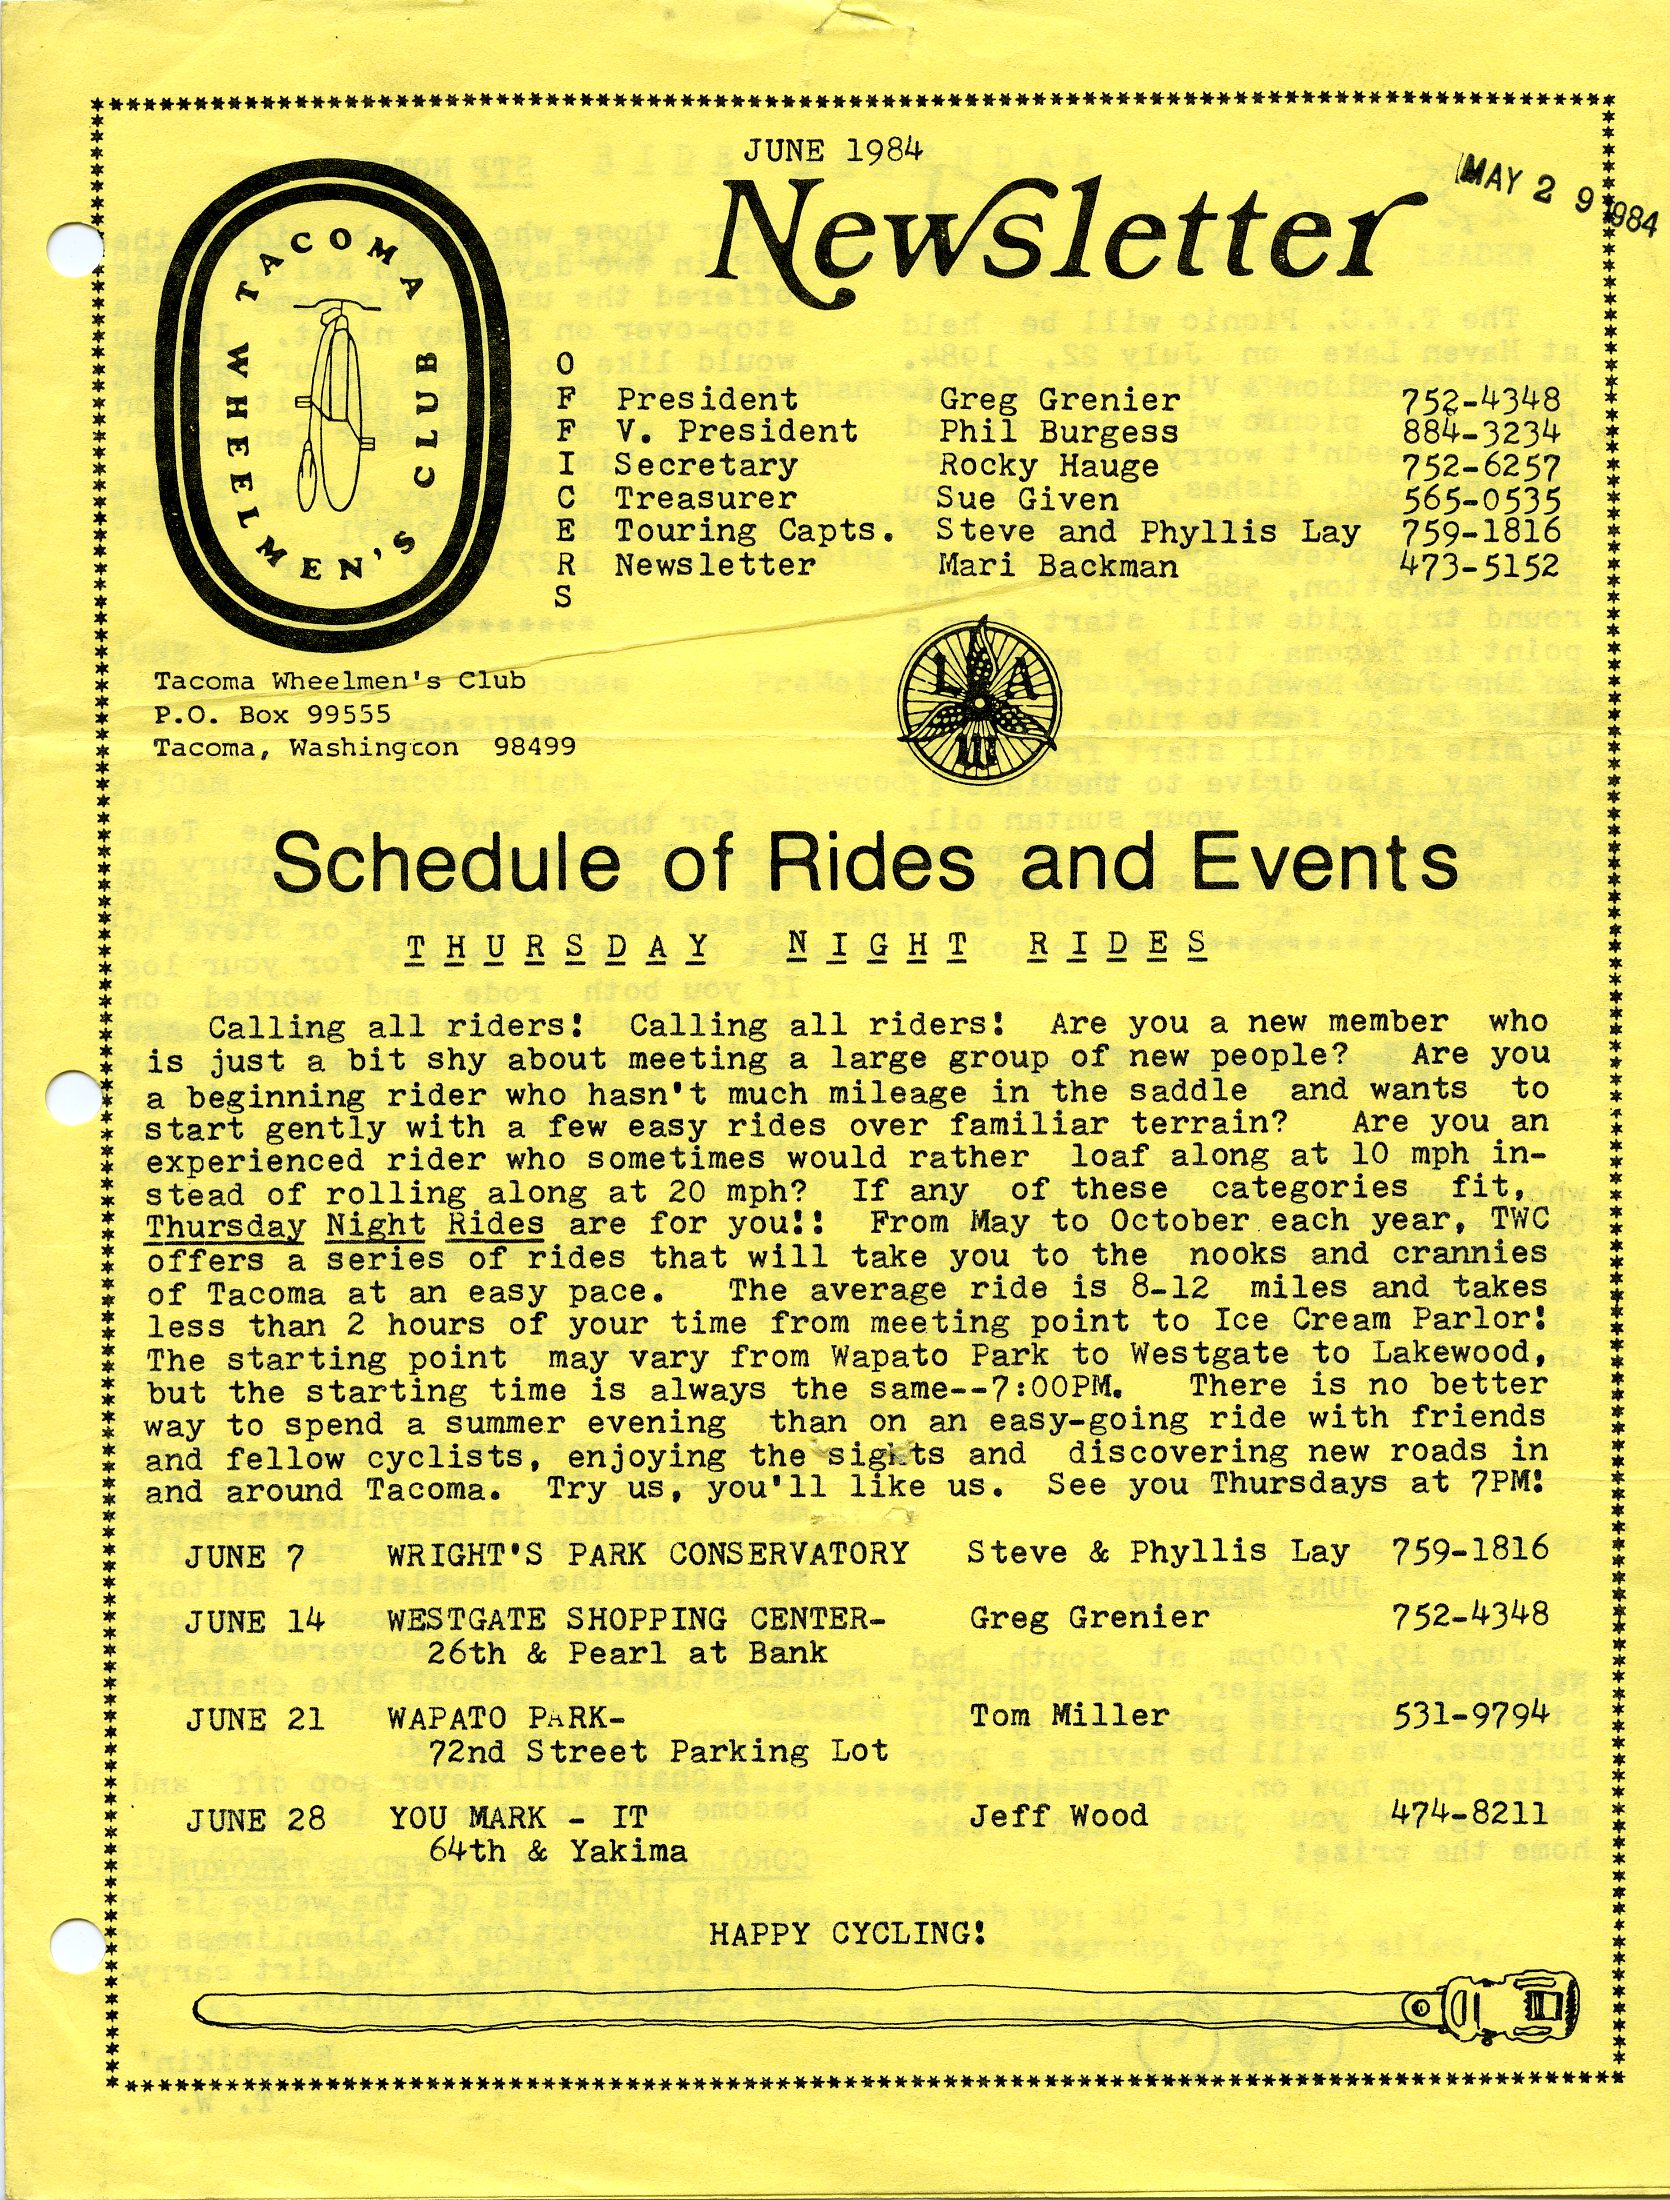 JUNE 1984
Newsletter
MAY 29 1984
TACOMA WHEELMEN'S CLUB
OFFICERS
President Greg Grenier 752-4348
V. President Phil Burgess 884-3234
Secretary Rocky Hauge 752-6257
Treasurer Sue Given 565-0535
Touring Capts. Steve and Phyllis Lay 759-1816
Newsletter Mari Backman 473-5152
Tacoma Wheelmen's Club
P.O. Box 99555
Tacoma, Washington 98499
L A W
Schedule of Rides and Events
THURSDAY NIGHT RIDES
Calling all riders! Calling all riders! Are you a new member who
is just a bit shy about meeting a large group of new people? Are you
a beginning rider who hasn't much mileage in the saddle and wants to
start gently with a few easy rides over familiar terrain? Are you an
experienced rider who sometimes would rather loaf along at 10 mph in-
stead of rolling along at 20 mph? If any of these categories fit,
Thursday Night Rides are for you!! From May to October each year, TWC
offers a series of rides that will take you to the nooks and crannies
of Tacoma at an easy pace. The average ride is 8-12 miles and takes
less than 2 hours of your time from meeting point to Ice Cream Parlor!
The starting point may vary from Wapato Park to Westgate to Lakewood,
but the starting time is always the same--7:00PM. There is no better
way to spend a summer evening than on an easy-going ride with friends
and fellow cyclists, enjoying the sights and discovering new roads in
and around Tacoma. Try us, you'll like us. See you Thursdays at 7PM!
JUNE 7 WRIGHT'S PARK CONSERVATORY Steve & Phyllis Lay 759-1816
JUNE 14 WESTGATE SHOPPING CENTER- Greg Grenier 752-4348
26th & Pearl at Bank
JUNE 21 WAPATO PARK- Tom Miller 531-9794
72nd Street Parking Lot
JUNE 28 YOU MARK - IT Jeff Wood 474-8211
64th & Yakima
HAPPY CYCLING!